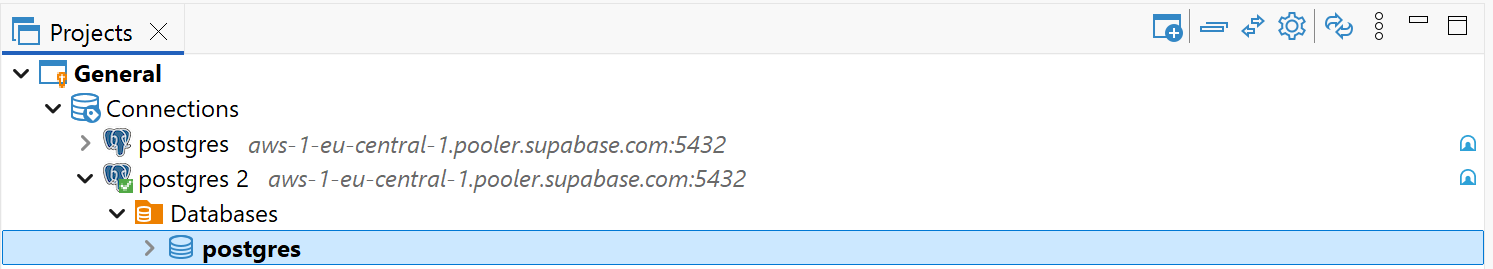 Projects
General
Connections
postgres aws-1-eu-central-1.pooler.supabase.com:5432
postgres 2 aws-1-eu-central-1.pooler.supabase.com:5432
Databases
postgres